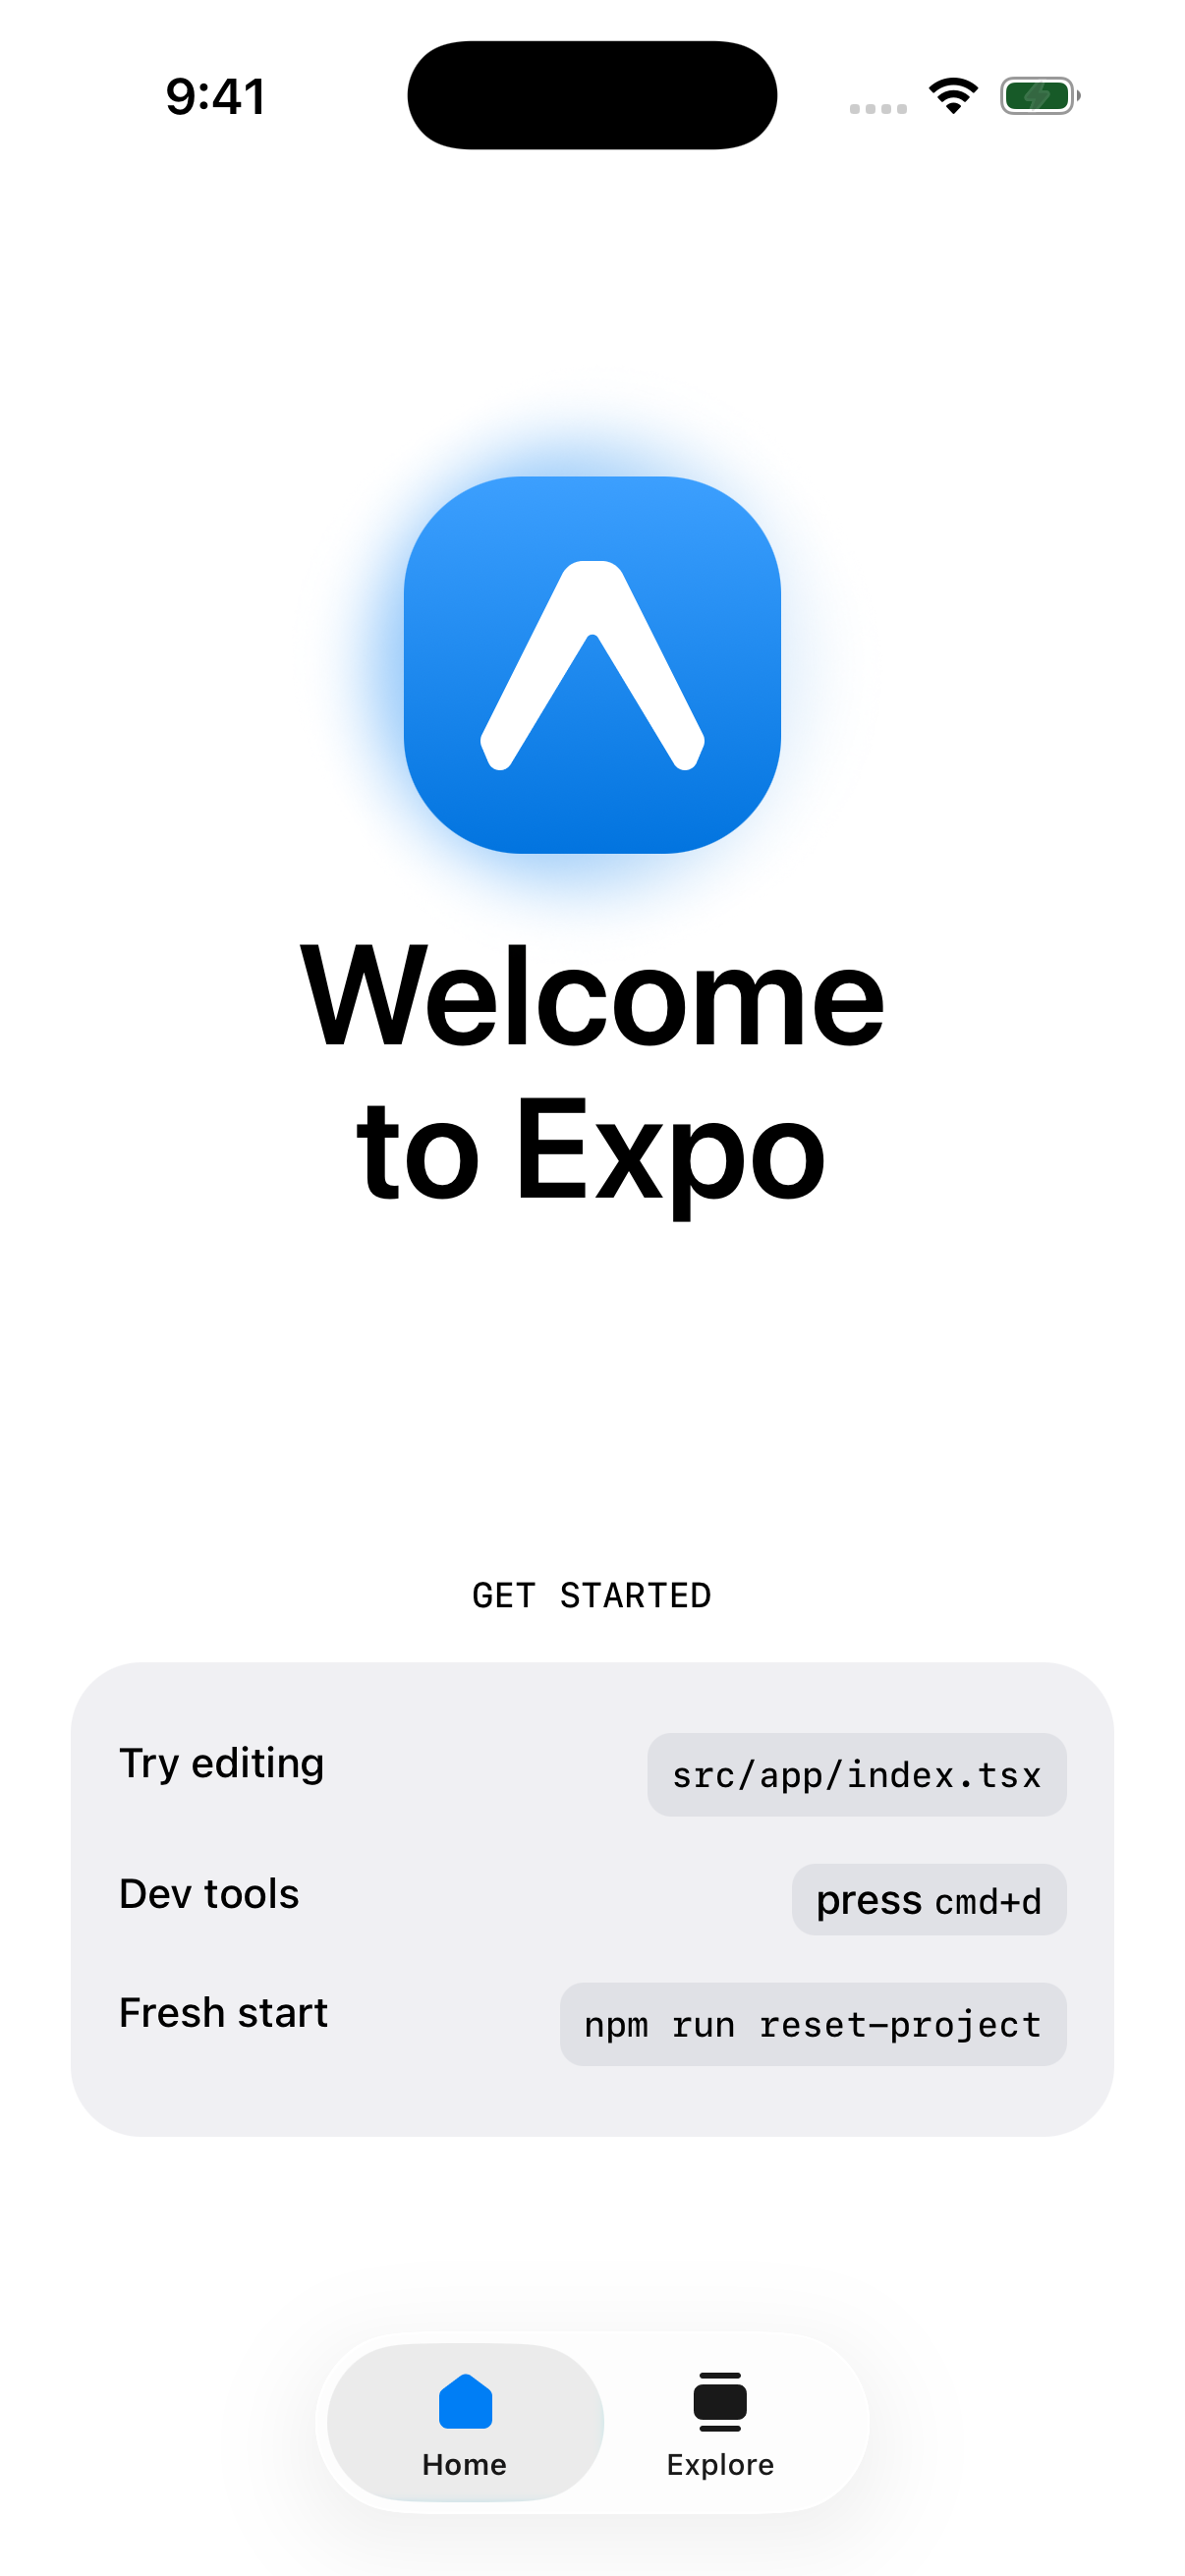 9:41
Welcome
to Expo
GET STARTED
Try editing src/app/index.tsx
Dev tools press cmd+d
Fresh start npm run reset-project
Home Explore